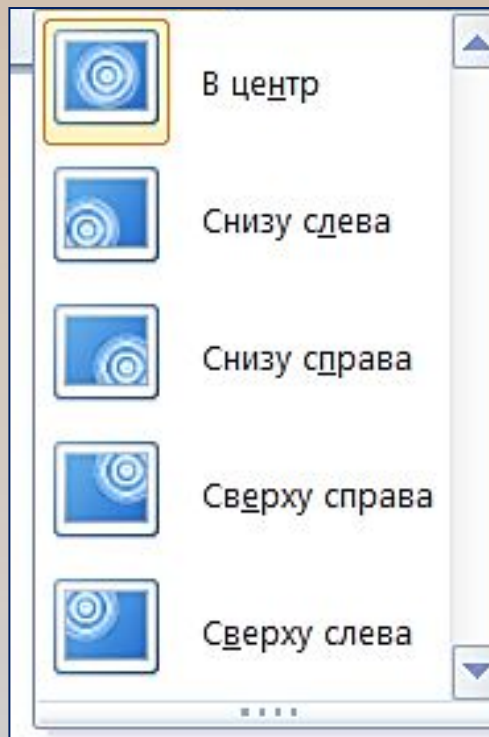 В центр
Снизу слева
Снизу справа
Сверху справа
Сверху слева